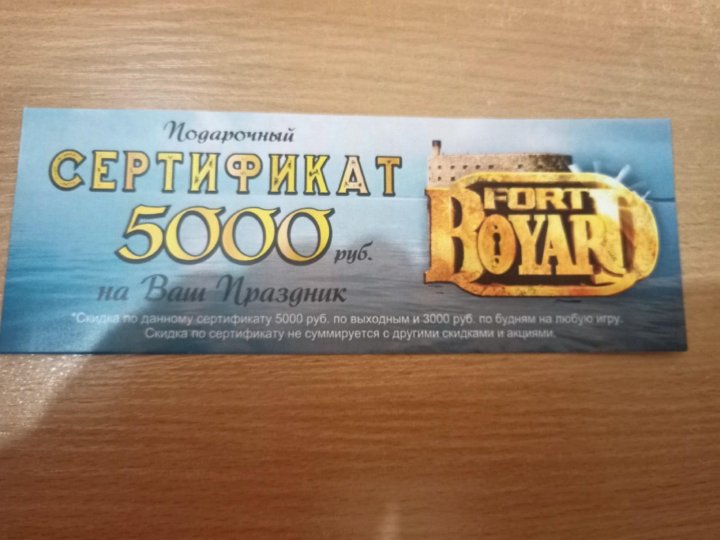 Подарочный
СЕРТИФИКАТ
5000 руб.
на Ваш Праздник
FORT
BOYARD
*Скидка по данному сертификату 5000 руб. по выходным и 3000 руб. по будням на любую игру.
Скидка по сертификату не суммируется с другими скидками и акциями.